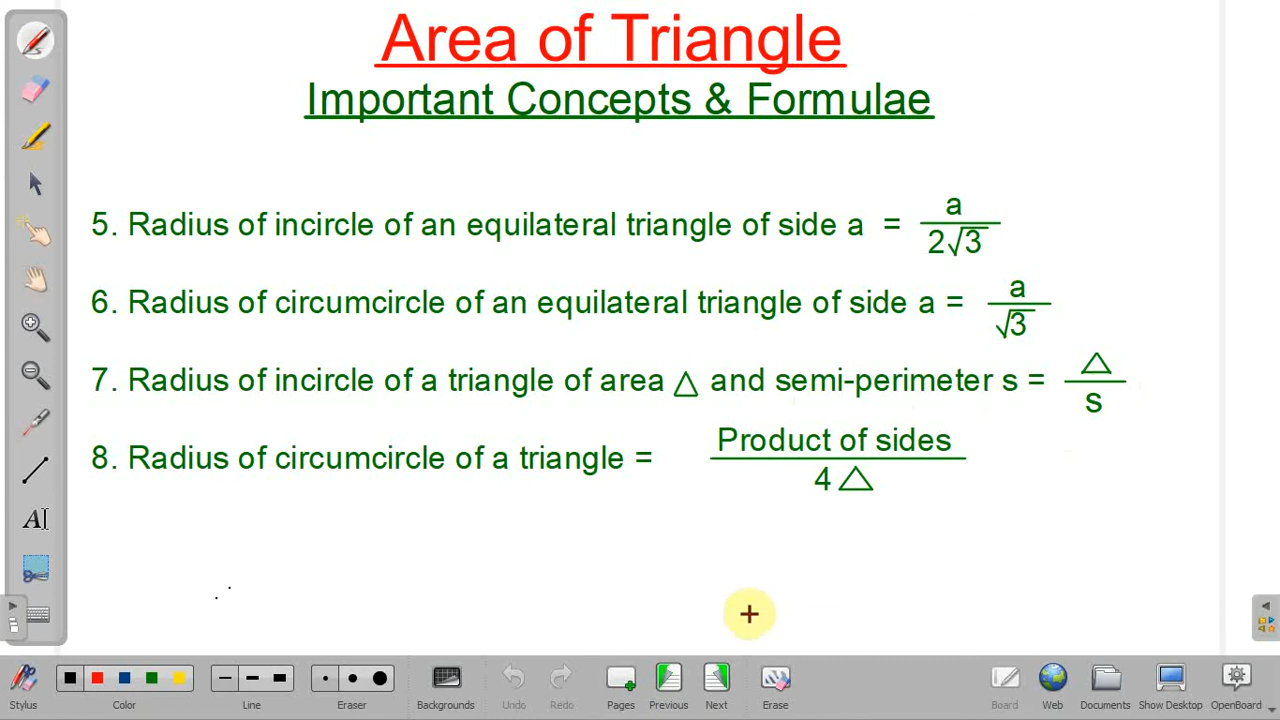 Area of Triangle
Important Concepts & Formulae
5. Radius of incircle of an equilateral triangle of side a = a / 2√3
6. Radius of circumcircle of an equilateral triangle of side a = a / √3
7. Radius of incircle of a triangle of area △ and semi-perimeter s = △ / s
8. Radius of circumcircle of a triangle = Product of sides / 4 △
A
Stylus
Color
Line
Eraser
Backgrounds
Undo
Redo
Pages
Previous
Next
Erase
Board
Web
Documents
Show Desktop
OpenBoard